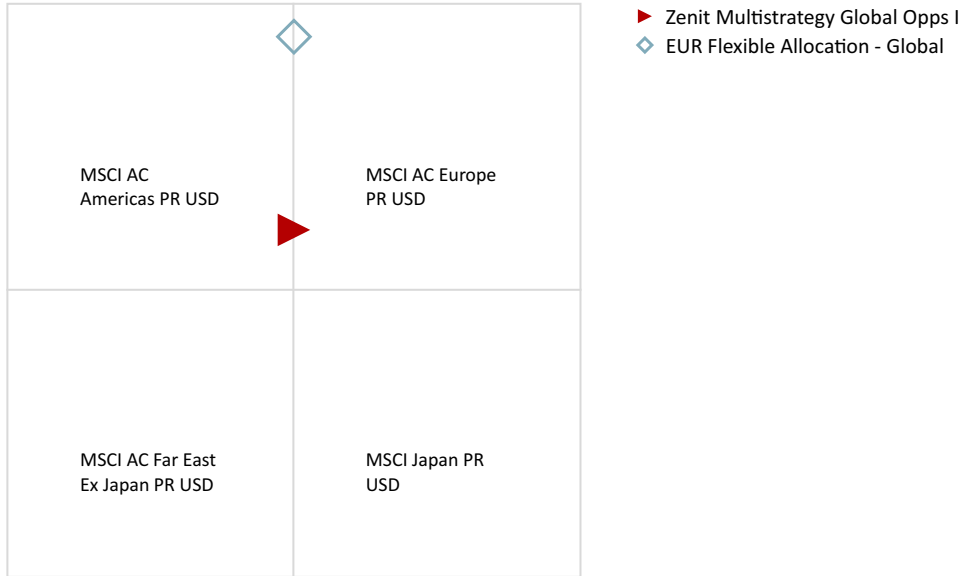 Zenit Multistrategy Global Opps I
EUR Flexible Allocation - Global
MSCI AC
Americas PR USD
MSCI AC Europe
PR USD
MSCI AC Far East
Ex Japan PR USD
MSCI Japan PR
USD